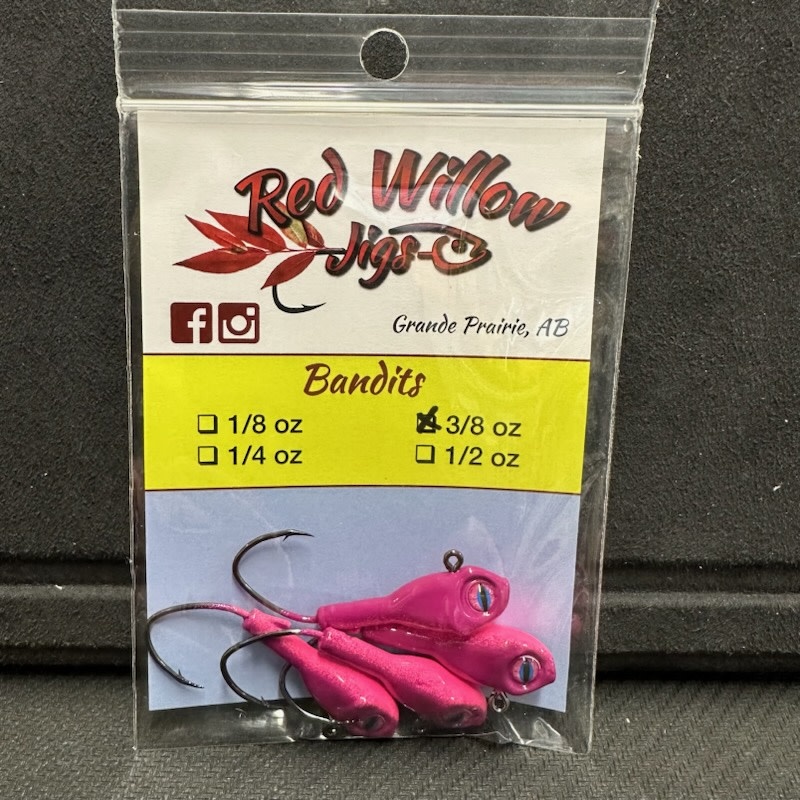 Red Willow
Jigs
Grande Prairie, AB
Bandits
❏ 1/8 oz
❏ 3/8 oz
❏ 1/4 oz
❏ 1/2 oz